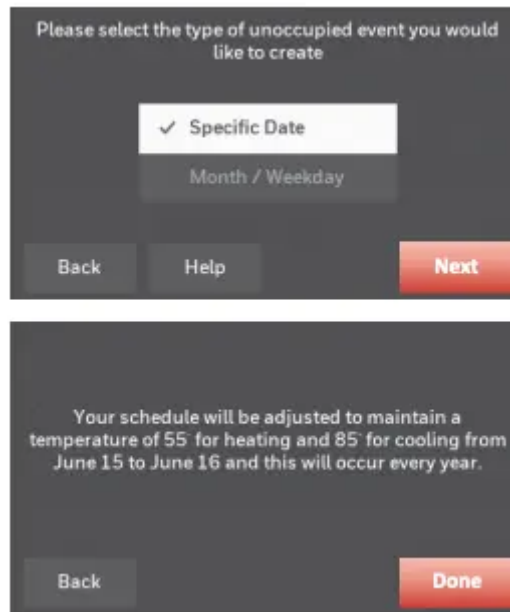 Please select the type of unoccupied event you would
like to create
✓ Specific Date
Month / Weekday
Back Help Next
Your schedule will be adjusted to maintain a
temperature of 55° for heating and 85° for cooling from
June 15 to June 16 and this will occur every year.
Back Done